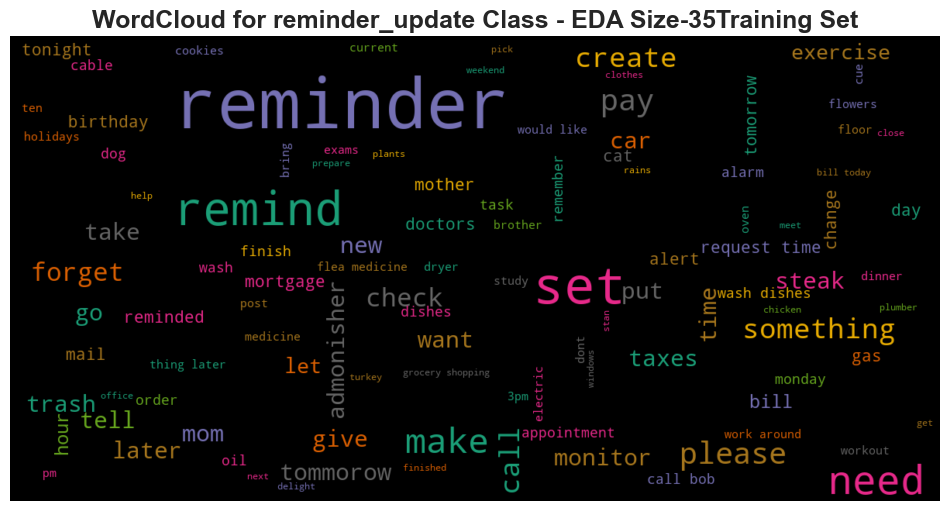 WordCloud for reminder_update Class - EDA Size-35Training Set
tonight
cookies
current
pick
create
exercise
cable
weekend
clothes
cue
reminder
pay
tomorrow
flowers
ten
birthday
holidays
would like
car
floor
close
dog
bring
exams
prepare
plants
cat
rains
remember
alarm
bill today
help
mother
remind
task
doctors
brother
oven
meet
change
day
take
new
finish
request time
forget
wash
mortgage
flea medicine
dryer
study
alert
set
put
steak
dinner
wash dishes
time
go
reminded
post
admonisher
check
dishes
stan
chicken
plumber
something
medicine
want
dont
windows
mail
thing later
let
turkey
grocery shopping
taxes
gas
monday
trash
office
order
3pm
electric
bill
hour
tell
mom
give
make
call
appointment
work around
get
later
oil
monitor
please
workout
pm
next
tommorow
finished
delight
call bob
need